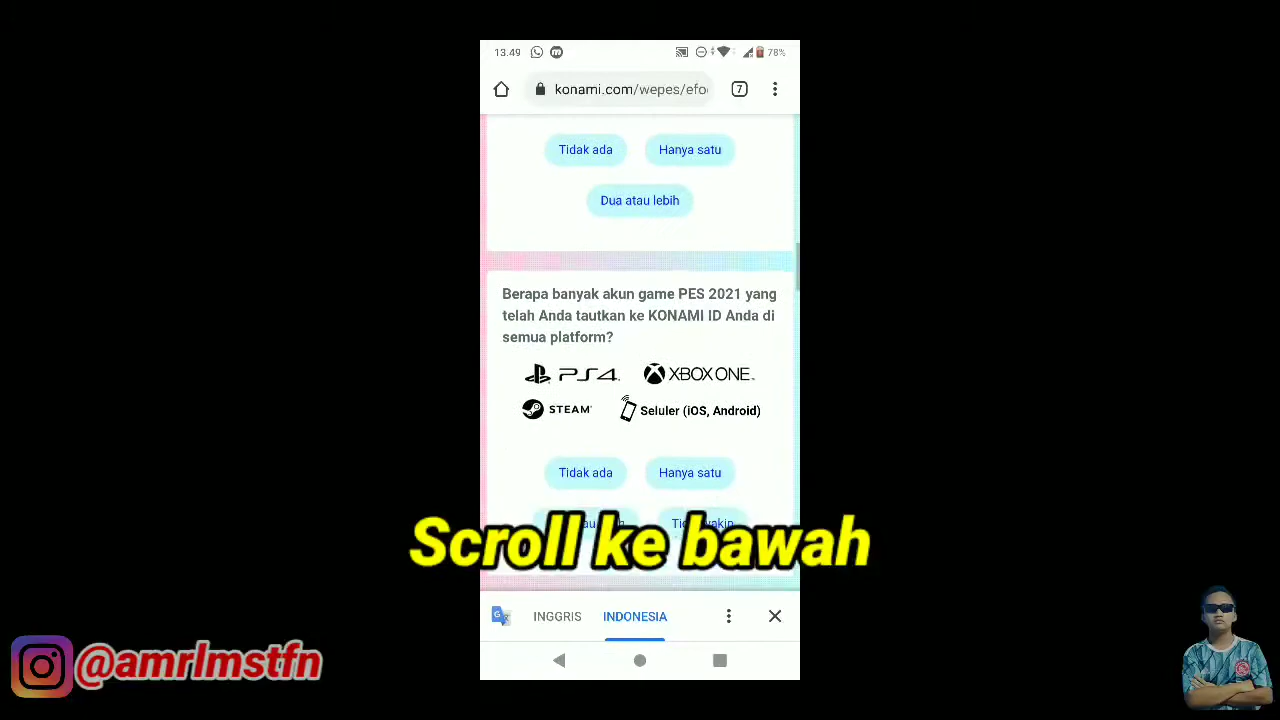 13.49
78%
konami.com/wepes/efo
7
Tidak ada
Hanya satu
Dua atau lebih
Berapa banyak akun game PES 2021 yang
telah Anda tautkan ke KONAMI ID Anda di
semua platform?
PS4
XBOX ONE
STEAM
Seluler (iOS, Android)
Tidak ada
Hanya satu
Scroll ke bawah
INGGRIS
INDONESIA
@amrlmstfn